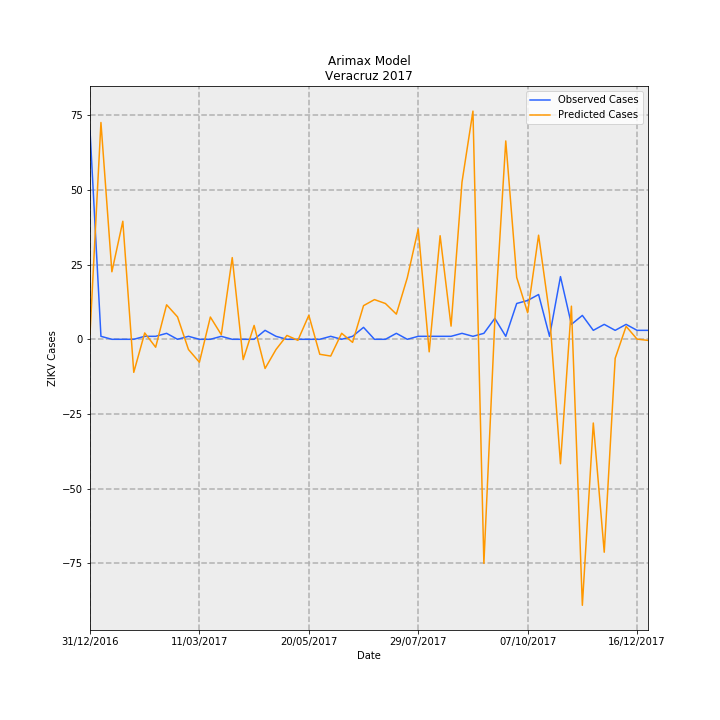 Arimax Model
Veracruz 2017
Observed Cases
Predicted Cases
75
50
25
0
−25
−50
−75
ZIKV Cases
31/12/2016 11/03/2017 20/05/2017 29/07/2017 07/10/2017 16/12/2017
Date